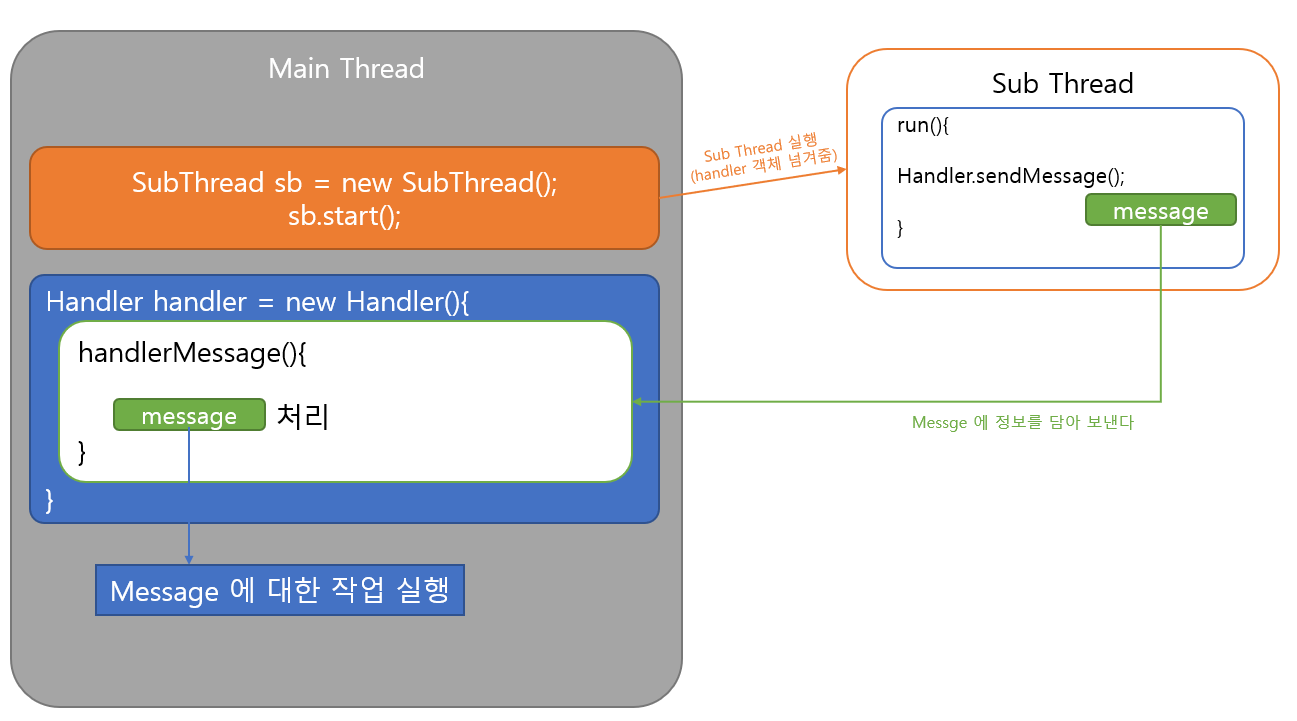 Main Thread
SubThread sb = new SubThread();
sb.start();
Handler handler = new Handler(){
handlerMessage(){
message 처리
}
}
Message 에 대한 작업 실행
Sub Thread 실행
(handler 객체 넘겨줌)
Sub Thread
run(){
Handler.sendMessage();
message
}
Messge 에 정보를 담아 보낸다